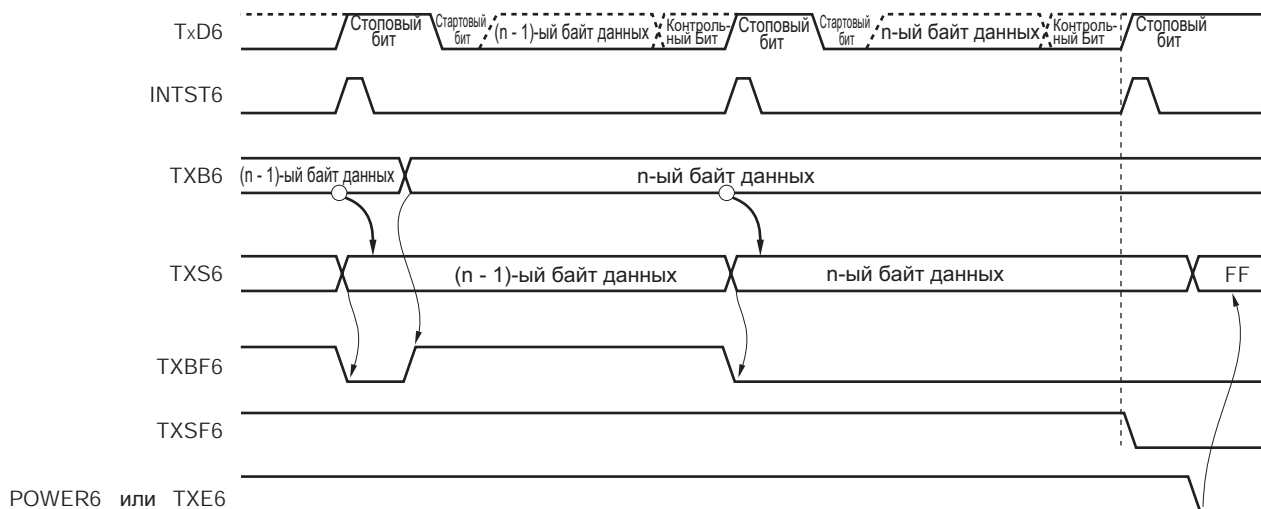 TxD6
Стоповый
бит
Стартовый
бит
(n - 1)-ый байт данных
Контроль-
ный Бит
Стоповый
бит
Стартовый
бит
n-ый байт данных
Контроль-
ный Бит
Стоповый
бит
INTST6
TXB6
(n - 1)-ый байт данных
n-ый байт данных
TXS6
(n - 1)-ый байт данных
n-ый байт данных
FF
TXBF6
TXSF6
POWER6 или TXE6